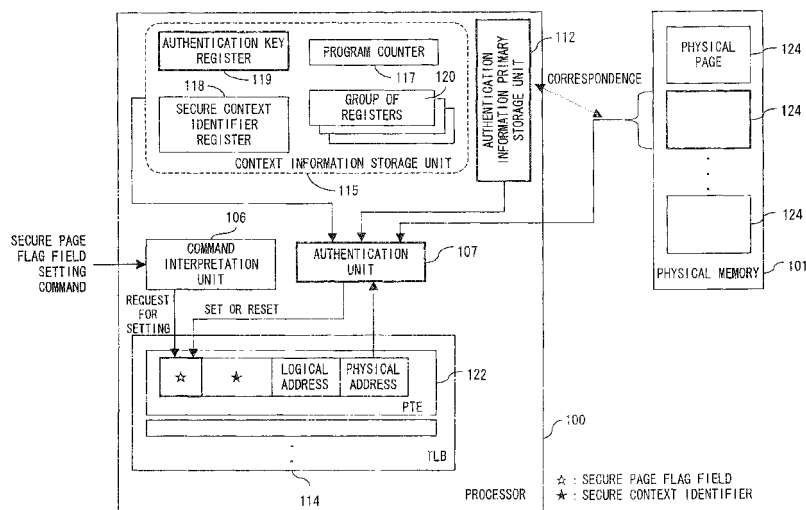 AUTHENTICATION KEY
REGISTER
119
118
SECURE CONTEXT
IDENTIFIER
REGISTER
PROGRAM COUNTER
117
120
GROUP OF
REGISTERS
CONTEXT INFORMATION STORAGE UNIT
115
112
AUTHENTICATION
INFORMATION PRIMARY
STORAGE UNIT
CORRESPONDENCE
PHYSICAL
PAGE
124
124
124
PHYSICAL MEMORY
101
SECURE PAGE
FLAG FIELD
SETTING
COMMAND
106
COMMAND
INTERPRETATION
UNIT
AUTHENTICATION
UNIT
107
REQUEST
FOR
SETTING
SET OR RESET
☆
★
LOGICAL
ADDRESS
PHYSICAL
ADDRESS
PTE
122
TLB
114
100
PROCESSOR
☆ : SECURE PAGE FLAG FIELD
★ : SECURE CONTEXT IDENTIFIER